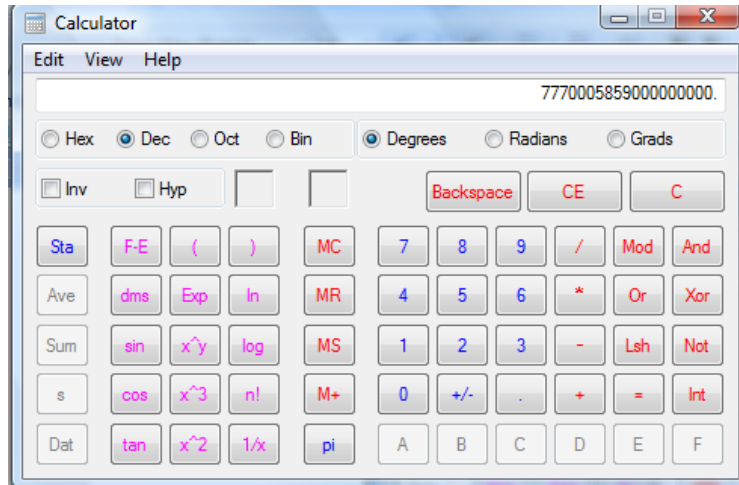 Calculator
Edit View Help
7770005859000000000.
Hex Dec Oct Bin Degrees Radians Grads
Inv Hyp Backspace CE C
Sta F-E ( ) MC 7 8 9 / Mod And
Ave dms Exp ln MR 4 5 6 * Or Xor
Sum sin x^y log MS 1 2 3 - Lsh Not
s cos x^3 n! M+ 0 +/- . + = Int
Dat tan x^2 1/x pi A B C D E F